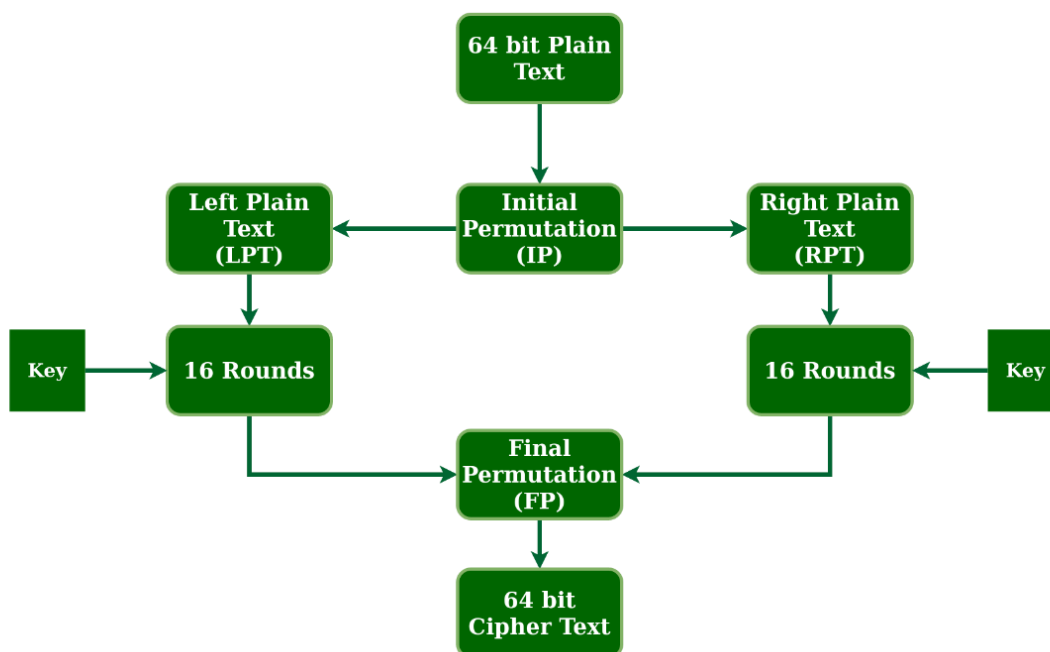 64 bit Plain
Text
Left Plain
Text
(LPT)
Initial
Permutation
(IP)
Right Plain
Text
(RPT)
Key
16 Rounds
16 Rounds
Key
Final
Permutation
(FP)
64 bit
Cipher Text